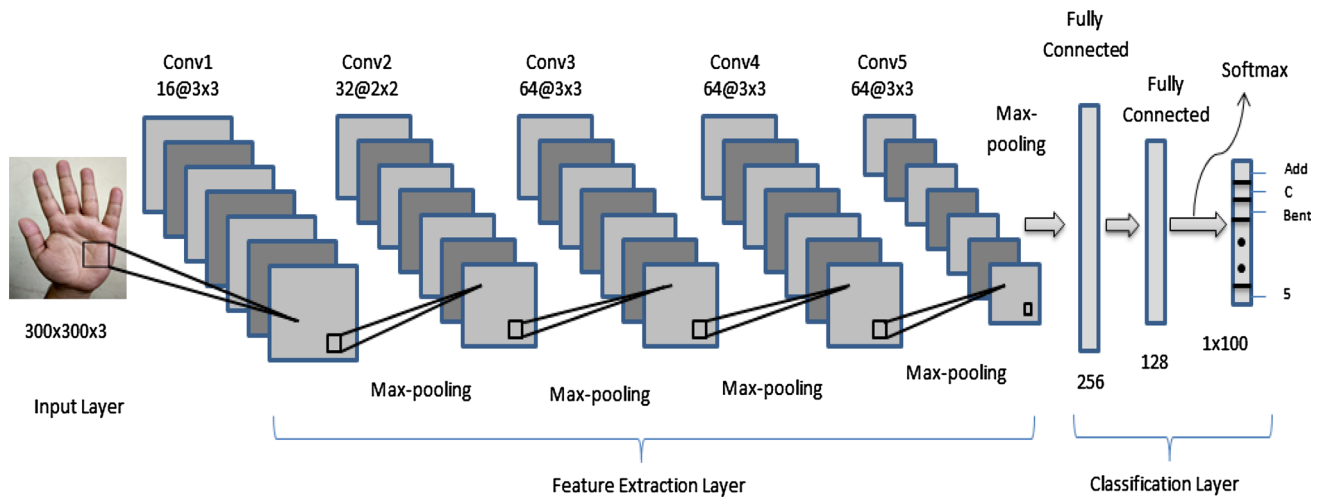 Conv1
16@3x3
Conv2
32@2x2
Conv3
64@3x3
Conv4
64@3x3
Conv5
64@3x3
Max-
pooling
Fully
Connected
Fully
Connected
Softmax
Add
C
Bent
5
300x300x3
Input Layer
Max-pooling
Max-pooling
Max-pooling
Max-pooling
256
128
1x100
Feature Extraction Layer
Classification Layer